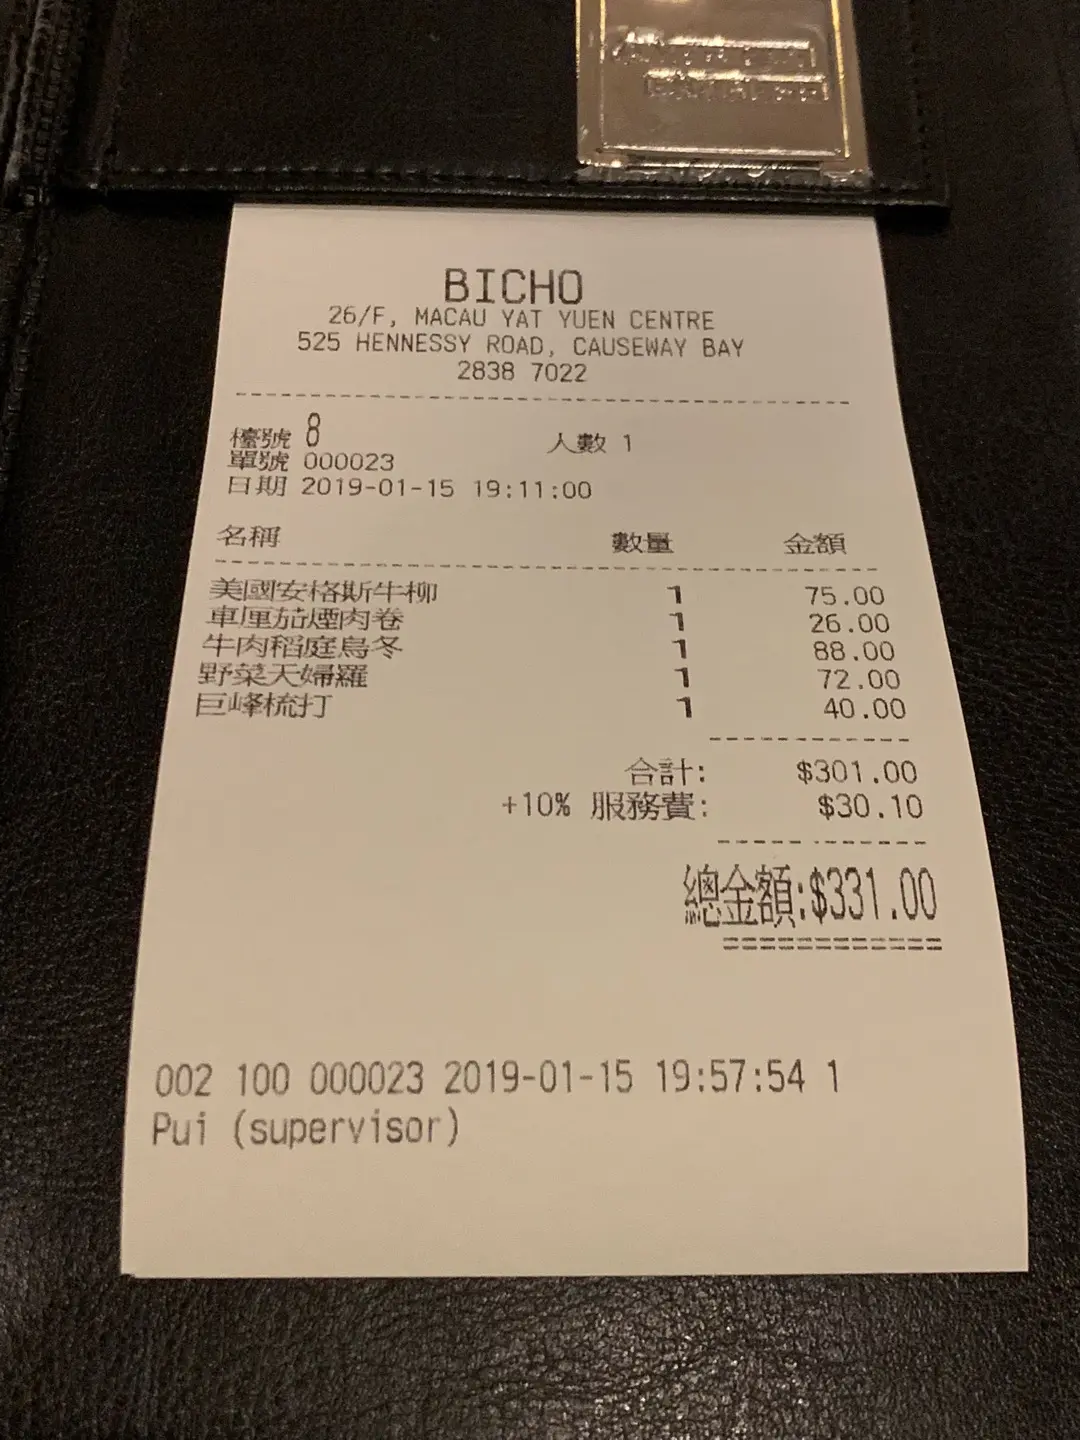 BICHO
26/F, MACAU YAT YUEN CENTRE
525 HENNESSY ROAD, CAUSEWAY BAY
2838 7022
檯號 8 人數 1
單號 000023
日期 2019-01-15 19:11:00
名稱 數量 金額
美國安格斯牛柳 1 75.00
車厘茄煙肉卷 1 26.00
牛肉稻庭烏冬 1 88.00
野菜天婦羅 1 72.00
巨峰梳打 1 40.00
合計: $301.00
+10% 服務費: $30.10
總金額:$331.00
002 100 000023 2019-01-15 19:57:54 1
Pui (supervisor)